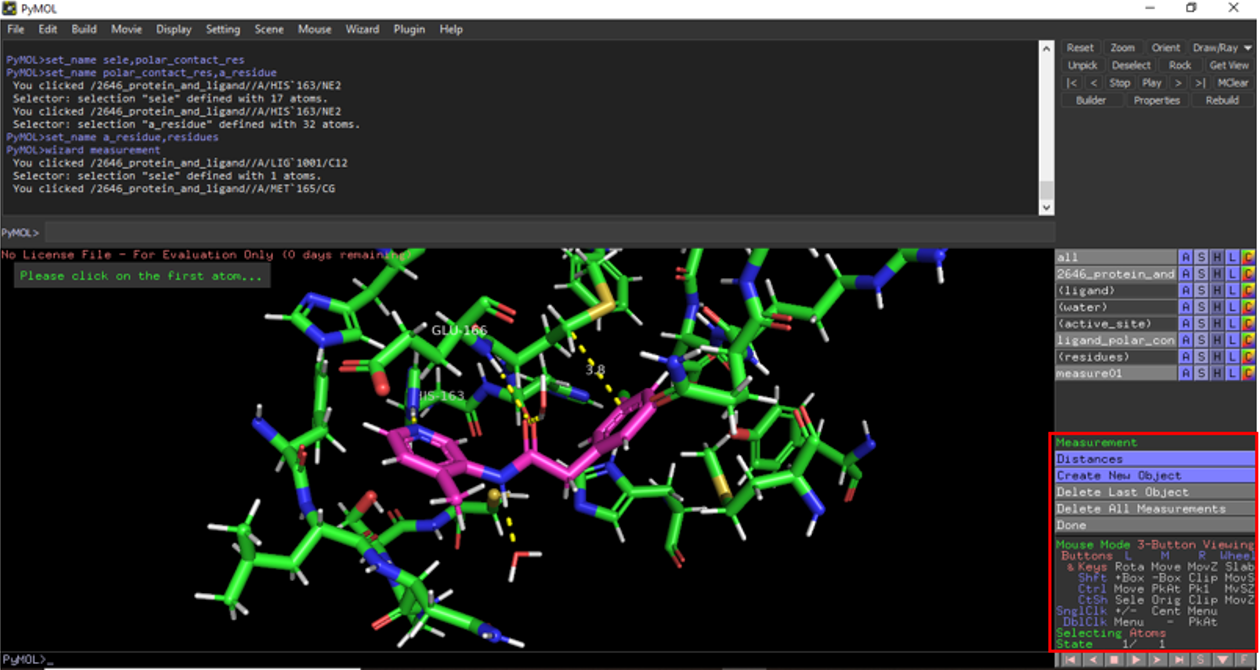 PyMOL
File Edit Build Movie Display Setting Scene Mouse Wizard Plugin Help
PyMOL>set_name sele,polar_contact_res
PyMOL>set_name polar_contact_res,a_residue
You clicked /2646_protein_and_ligand//A/HIS`163/NE2
Selector: selection "sele" defined with 17 atoms.
You clicked /2646_protein_and_ligand//A/HIS`163/NE2
Selector: selection "a_residue" defined with 32 atoms.
PyMOL>set_name a_residue,residues
PyMOL>wizard measurement
You clicked /2646_protein_and_ligand//A/LIG`1001/C12
Selector: selection "sele" defined with 1 atoms.
You clicked /2646_protein_and_ligand//A/MET`165/CG
PyMOL>
Reset Zoom Orient Draw/Ray
Unpick Deselect Rock Get View
|< < Stop Play > >| MClear
Builder Properties Rebuild
No License File - For Evaluation Only (0 days remaining)
Please click on the first atom...
GLU-166
3.8
HIS-163
all A S H L C
2646_protein_and A S H L C
(ligand) A S H L C
(water) A S H L C
(active_site) A S H L C
ligand_polar_con A S H L C
(residues) A S H L C
measure01 A S H L C
Measurement
Distances
Create New Object
Delete Last Object
Delete All Measurements
Done
Mouse Mode 3-Button Viewing
Buttons L M R Wheel
& Keys Rota Move MovZ Slab
Shft +Box -Box Clip MovS
Ctrl Move PkAt Pk1 MvSZ
CtSh Sele Orig Clip MovZ
SnglClk +/- Cent Menu
DblClk Menu - PkAt
Selecting Atoms
State 1/ 1
PyMOL>_
S F